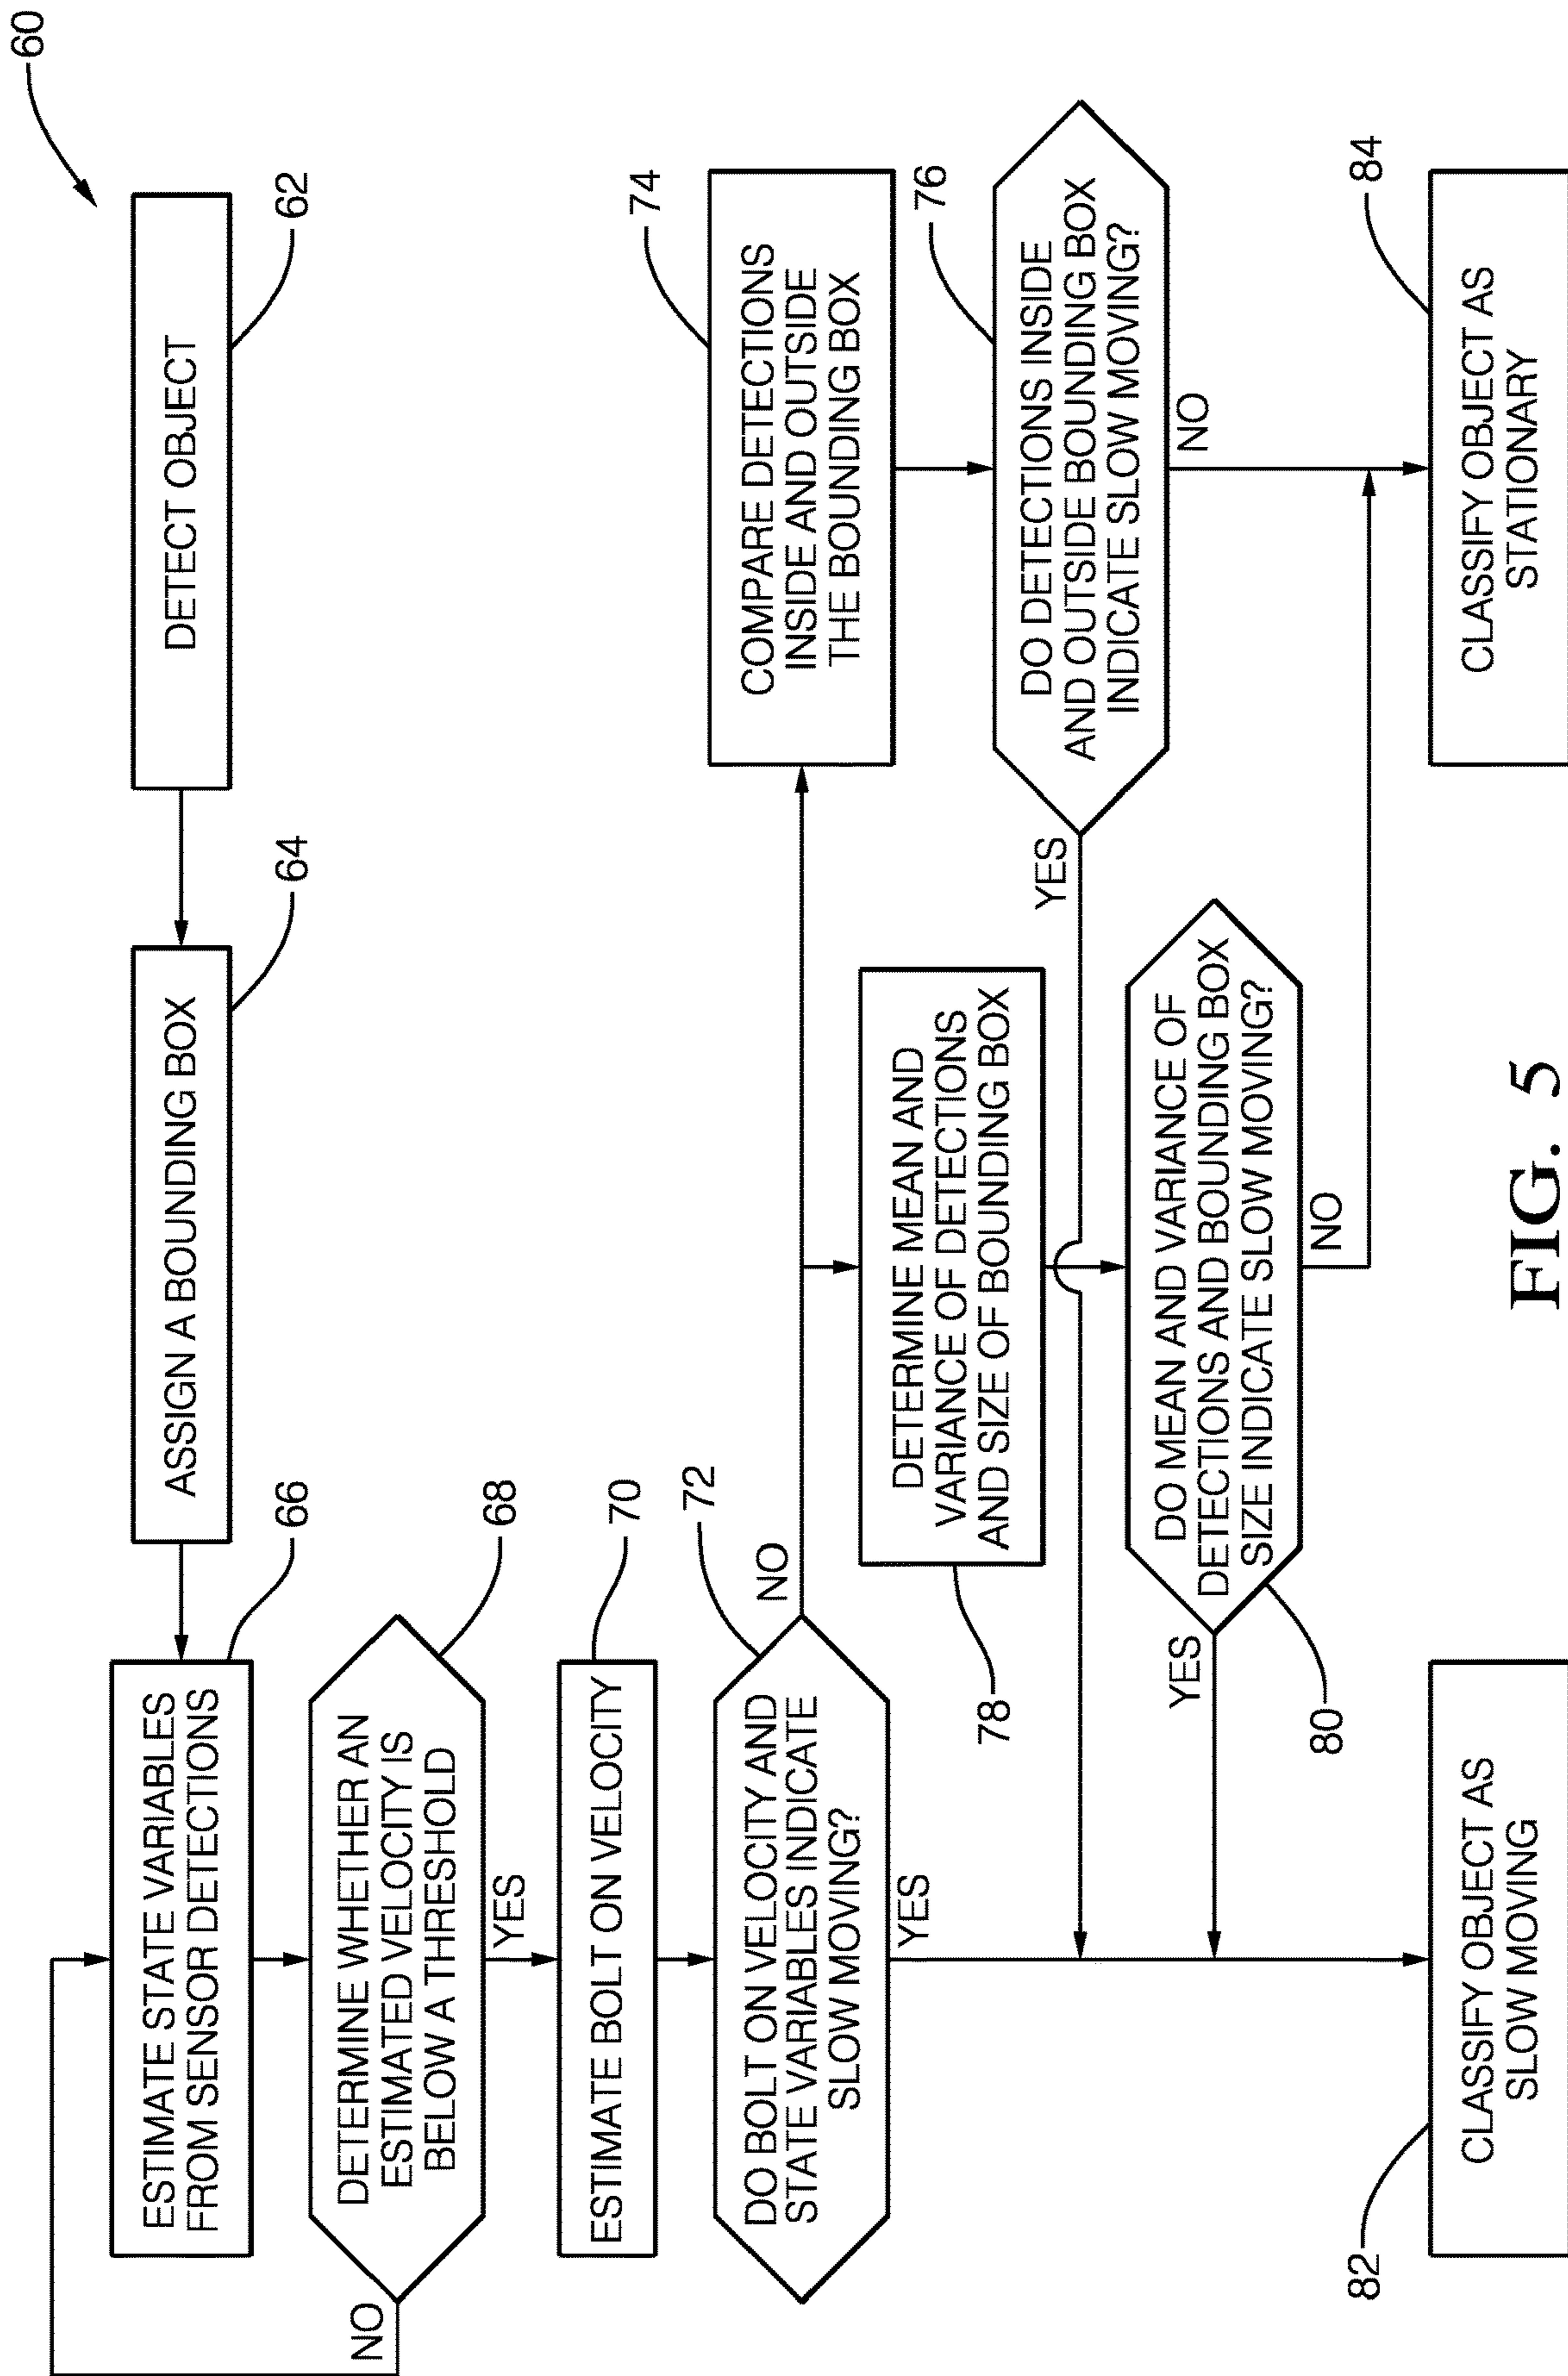 60
DETECT OBJECT
62
ASSIGN A BOUNDING BOX
64
ESTIMATE STATE VARIABLES
FROM SENSOR DETECTIONS
66
DETERMINE WHETHER AN
ESTIMATED VELOCITY IS
BELOW A THRESHOLD
68
NO
YES
ESTIMATE BOLT ON VELOCITY
70
DO BOLT ON VELOCITY AND
STATE VARIABLES INDICATE
SLOW MOVING?
72
NO
YES
COMPARE DETECTIONS
INSIDE AND OUTSIDE
THE BOUNDING BOX
74
DO DETECTIONS INSIDE
AND OUTSIDE BOUNDING BOX
INDICATE SLOW MOVING?
76
YES
NO
DETERMINE MEAN AND
VARIANCE OF DETECTIONS
AND SIZE OF BOUNDING BOX
78
DO MEAN AND VARIANCE OF
DETECTIONS AND BOUNDING BOX
SIZE INDICATE SLOW MOVING?
80
YES
NO
CLASSIFY OBJECT AS
SLOW MOVING
82
CLASSIFY OBJECT AS
STATIONARY
84
FIG. 5